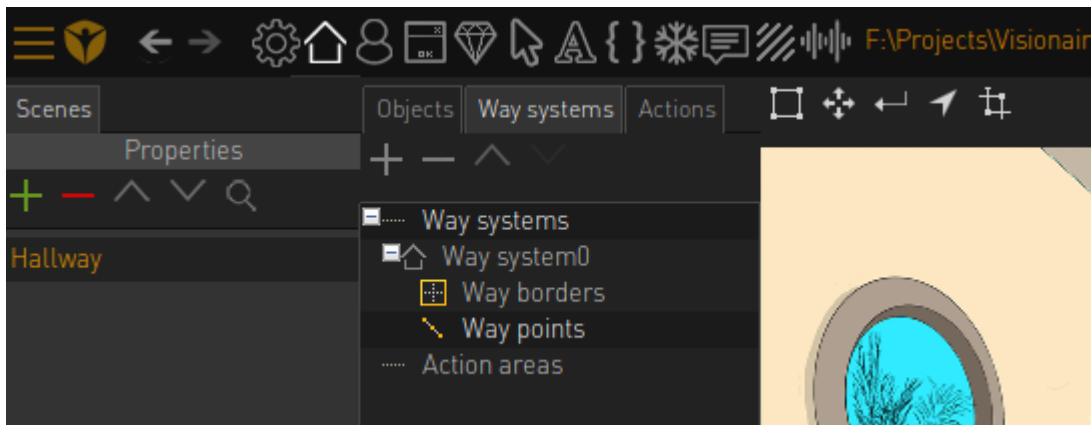 F:\Projects\Visionair
Scenes
Objects Way systems Actions
Properties
Way systems
Hallway
Way system0
Way borders
Way points
Action areas